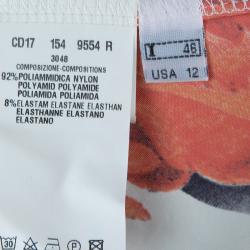 CD17 154 9554 R
3048
COMPOSIZIONE-COMPOSITIONS
92%POLIAMMIDICA NYLON
POLYAMID POLYAMIDE
POLIAMIDA POLIAMIDA
8%ELASTAM ELASTANE ELASTHAN
ELASTHANNE ELASTANO
ELASTANO
30
I 46
USA 12